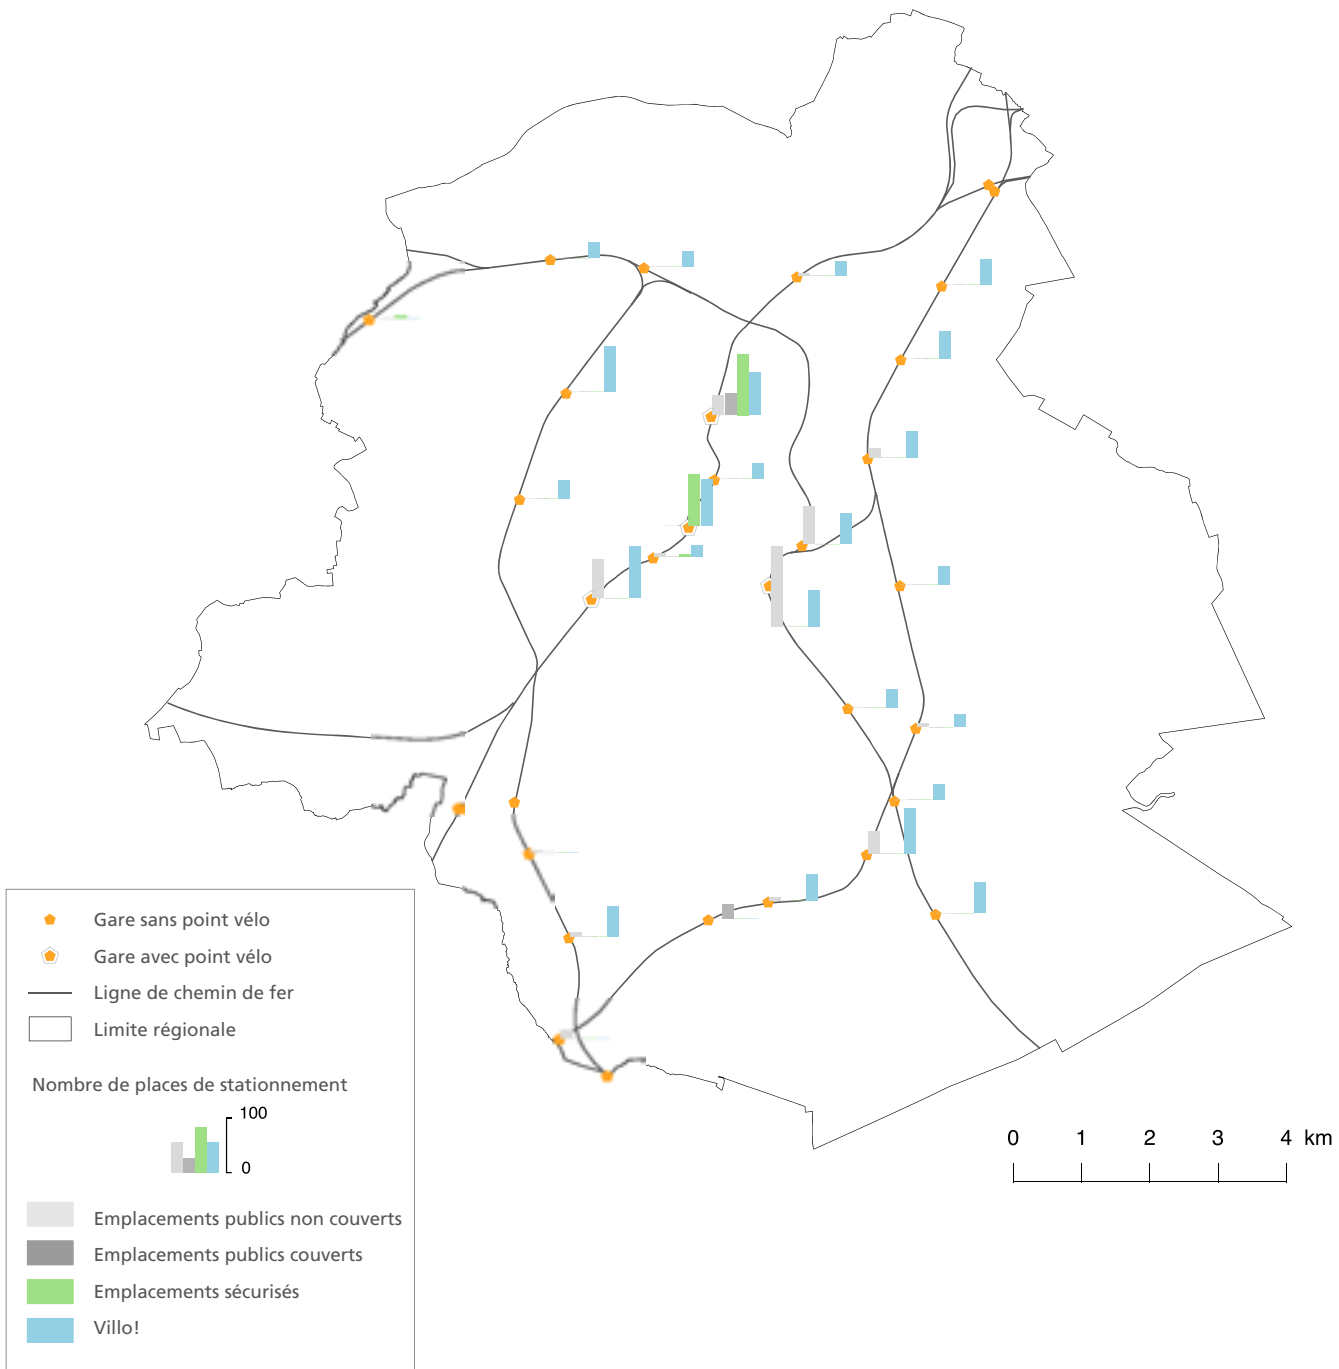 Gare sans point vélo
Gare avec point vélo
Ligne de chemin de fer
Limite régionale
Nombre de places de stationnement
100
0
Emplacements publics non couverts
Emplacements publics couverts
Emplacements sécurisés
Villo!
0 1 2 3 4 km